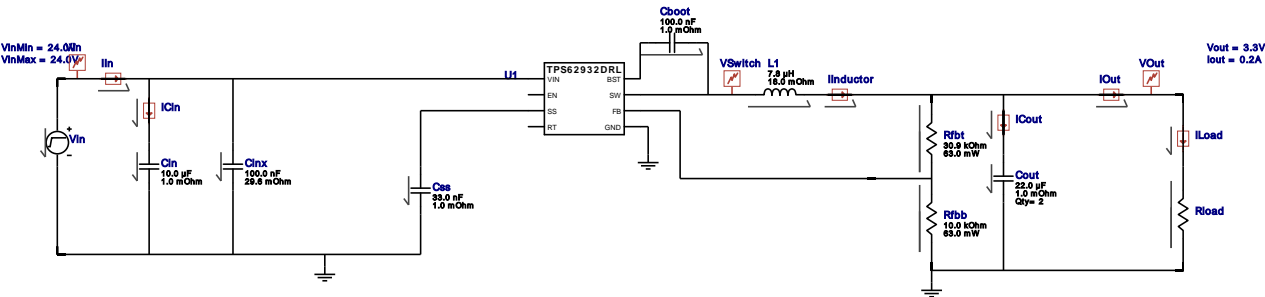 Cboot
100.0 nF
1.0 mOhm
VinMin = 24.0V
VinMax = 24.0V
Vin
Iin
U1
TPS62932DRL
VIN
EN
SS
RT
BST
SW
FB
GND
VSwitch
L1
7.8 µH
16.0 mOhm
IInductor
IOut
VOut
Vout = 3.3V
Iout = 0.2A
ICin
Vin
+
-
Cin
10.0 µF
1.0 mOhm
Cinx
100.0 nF
29.6 mOhm
Css
33.0 nF
1.0 mOhm
Rfbt
30.9 kOhm
63.0 mW
Rfbb
10.0 kOhm
63.0 mW
ICout
Cout
22.0 µF
1.0 mOhm
Qty= 2
ILoad
Rload